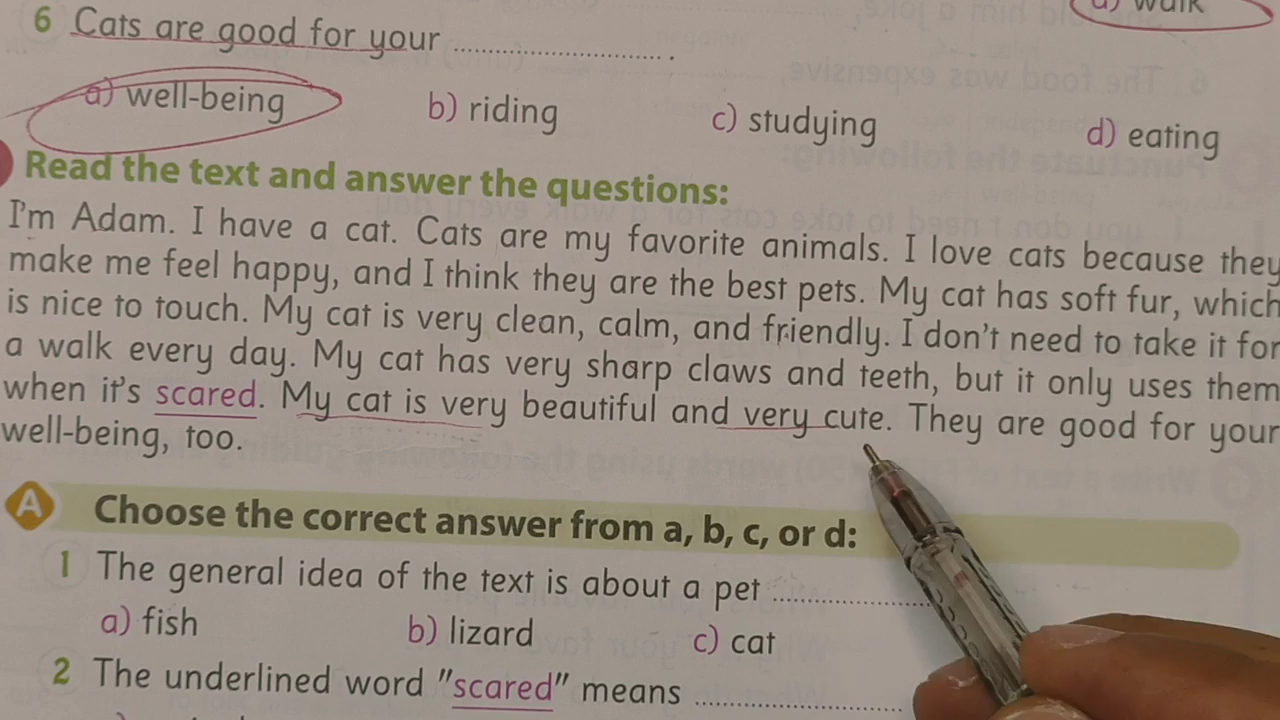 d) walk
6 Cats are good for your ........................ .
a) well-being b) riding c) studying d) eating
Read the text and answer the questions:
I'm Adam. I have a cat. Cats are my favorite animals. I love cats because they
make me feel happy, and I think they are the best pets. My cat has soft fur, which
is nice to touch. My cat is very clean, calm, and friendly. I don't need to take it for
a walk every day. My cat has very sharp claws and teeth, but it only uses them
when it's scared. My cat is very beautiful and very cute. They are good for your
well-being, too.
A Choose the correct answer from a, b, c, or d:
1 The general idea of the text is about a pet ...................
a) fish b) lizard c) cat
2 The underlined word "scared" means ........................